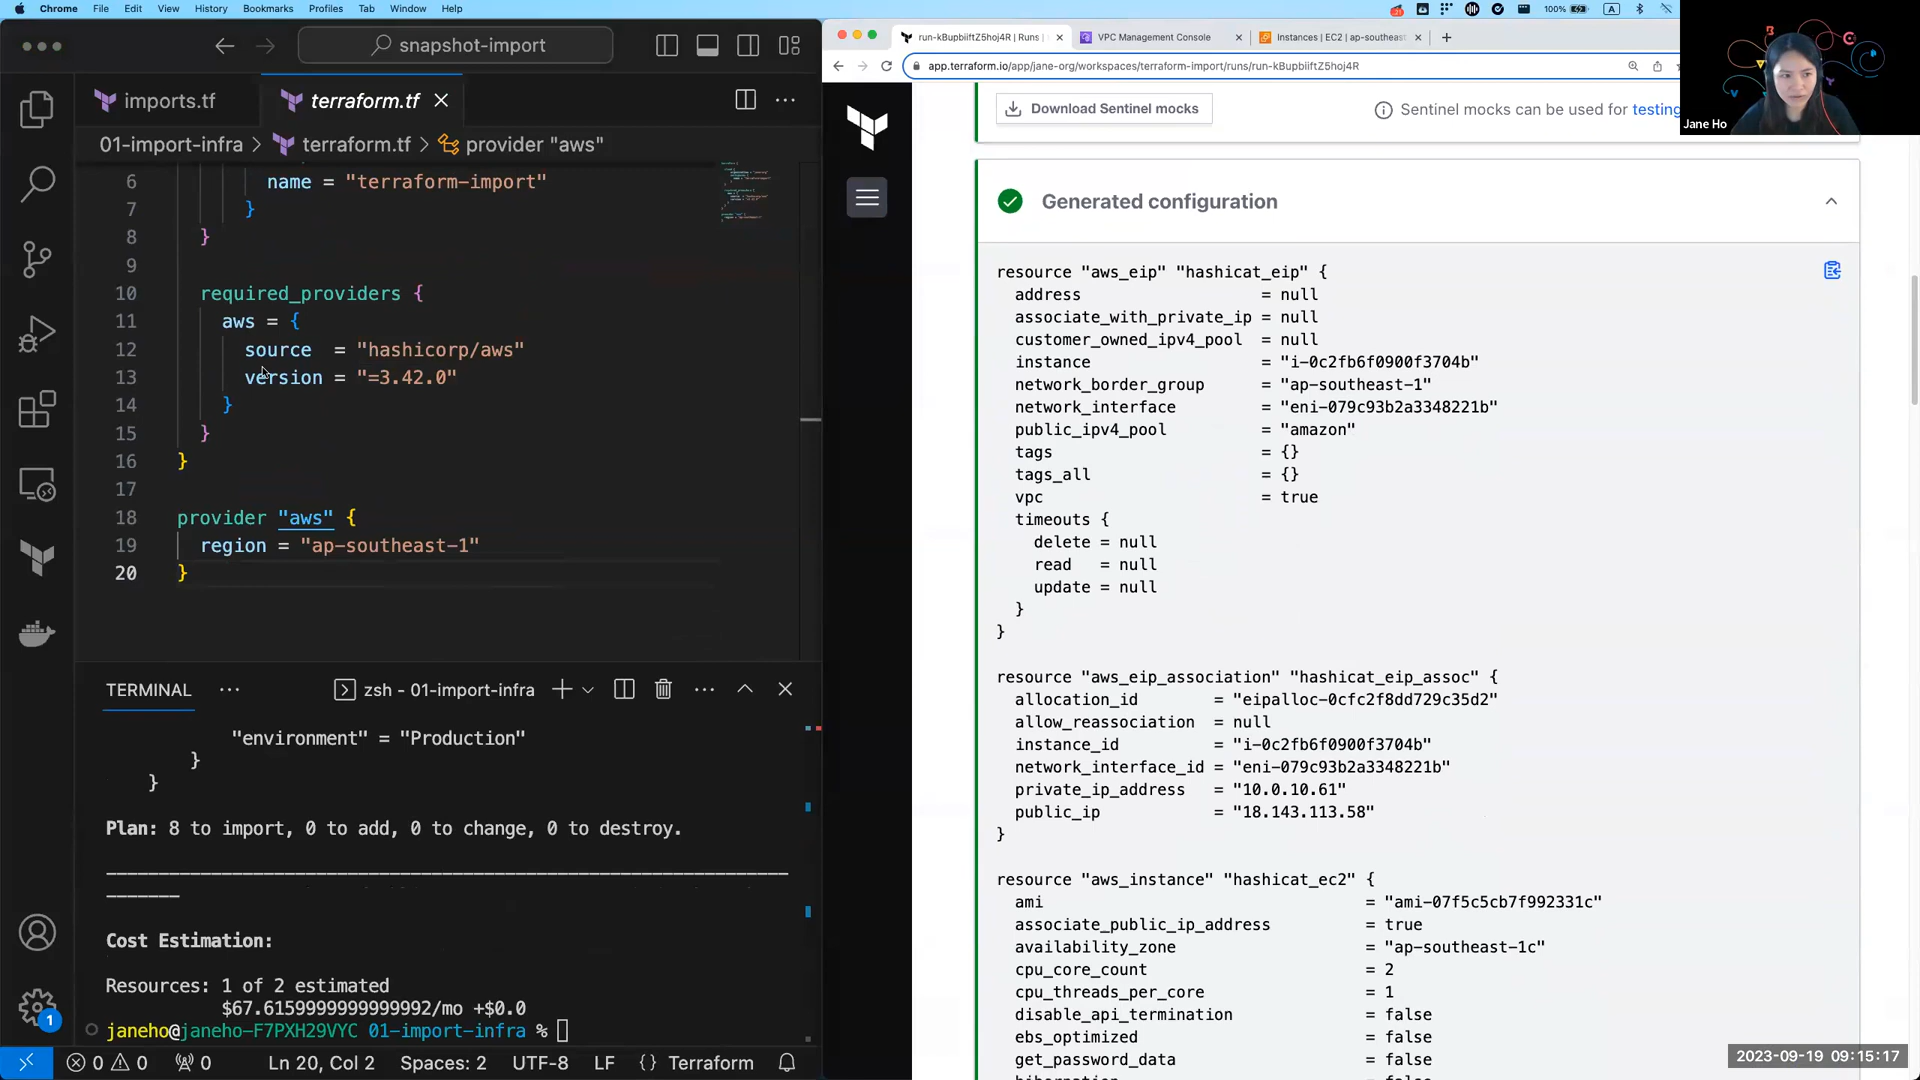 Chrome File Edit View History Bookmarks Profiles Tab Window Help
21 100% A
snapshot-import
imports.tf terraform.tf
01-import-infra > terraform.tf > provider "aws"
6 name = "terraform-import"
7 }
8 }
9
10 required_providers {
11 aws = {
12 source = "hashicorp/aws"
13 version = "=3.42.0"
14 }
15 }
16 }
17
18 provider "aws" {
19 region = "ap-southeast-1"
20 }
TERMINAL ··· zsh - 01-import-infra
"environment" = "Production"
}
}
Plan: 8 to import, 0 to add, 0 to change, 0 to destroy.
Cost Estimation:
Resources: 1 of 2 estimated
$67.6159999999999992/mo +$0.0
janeho@janeho-F7PXH29VYC 01-import-infra %
1
0 0 0 Ln 20, Col 2 Spaces: 2 UTF-8 LF {} Terraform
run-kBupbiiftZ5hoj4R | Runs | VPC Management Console Instances | EC2 | ap-southeast
app.terraform.io/app/jane-org/workspaces/terraform-import/runs/run-kBupbiiftZ5hoj4R
Jane Ho
Download Sentinel mocks
Sentinel mocks can be used for testing
Generated configuration
resource "aws_eip" "hashicat_eip" {
address = null
associate_with_private_ip = null
customer_owned_ipv4_pool = null
instance = "i-0c2fb6f0900f3704b"
network_border_group = "ap-southeast-1"
network_interface = "eni-079c93b2a3348221b"
public_ipv4_pool = "amazon"
tags = {}
tags_all = {}
vpc = true
timeouts {
delete = null
read = null
update = null
}
}
resource "aws_eip_association" "hashicat_eip_assoc" {
allocation_id = "eipalloc-0cfc2f8dd729c35d2"
allow_reassociation = null
instance_id = "i-0c2fb6f0900f3704b"
network_interface_id = "eni-079c93b2a3348221b"
private_ip_address = "10.0.10.61"
public_ip = "18.143.113.58"
}
resource "aws_instance" "hashicat_ec2" {
ami = "ami-07f5c5cb7f992331c"
associate_public_ip_address = true
availability_zone = "ap-southeast-1c"
cpu_core_count = 2
cpu_threads_per_core = 1
disable_api_termination = false
ebs_optimized = false
get_password_data = false
2023-09-19 09:15:17